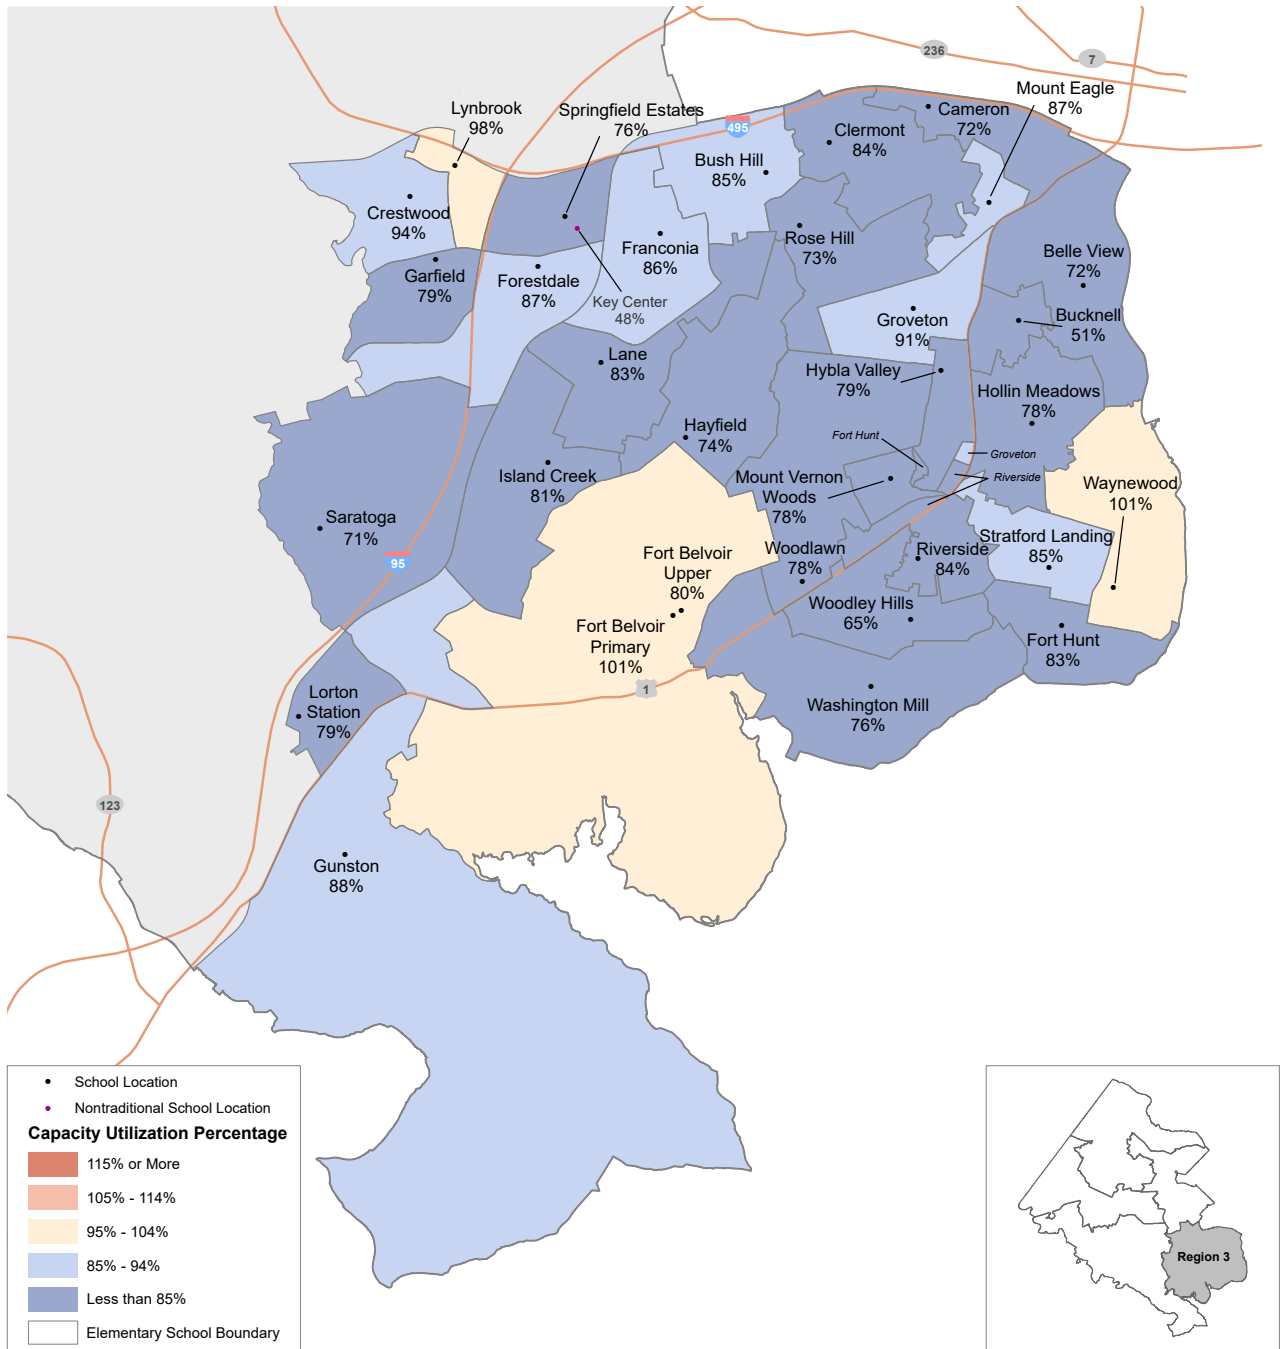 236
7
Mount Eagle
87%
Lynbrook
98%
Springfield Estates
76%
495
Cameron
72%
Clermont
84%
Bush Hill
85%
Crestwood
94%
Franconia
86%
Rose Hill
73%
Belle View
72%
Garfield
79%
Forestdale
87%
Key Center
48%
Groveton
91%
Bucknell
51%
Lane
83%
Hybla Valley
79%
Hollin Meadows
78%
Hayfield
74%
Fort Hunt
Groveton
Riverside
Island Creek
81%
Mount Vernon
Woods
78%
Waynewood
101%
Saratoga
71%
95
Stratford Landing
85%
Fort Belvoir
Upper
80%
Woodlawn
78%
Riverside
84%
Woodley Hills
65%
Fort Belvoir
Primary
101%
Fort Hunt
83%
1
Lorton
Station
79%
Washington Mill
76%
123
Gunston
88%
School Location
Nontraditional School Location
Capacity Utilization Percentage
115% or More
105% - 114%
95% - 104%
85% - 94%
Less than 85%
Elementary School Boundary
Region 3